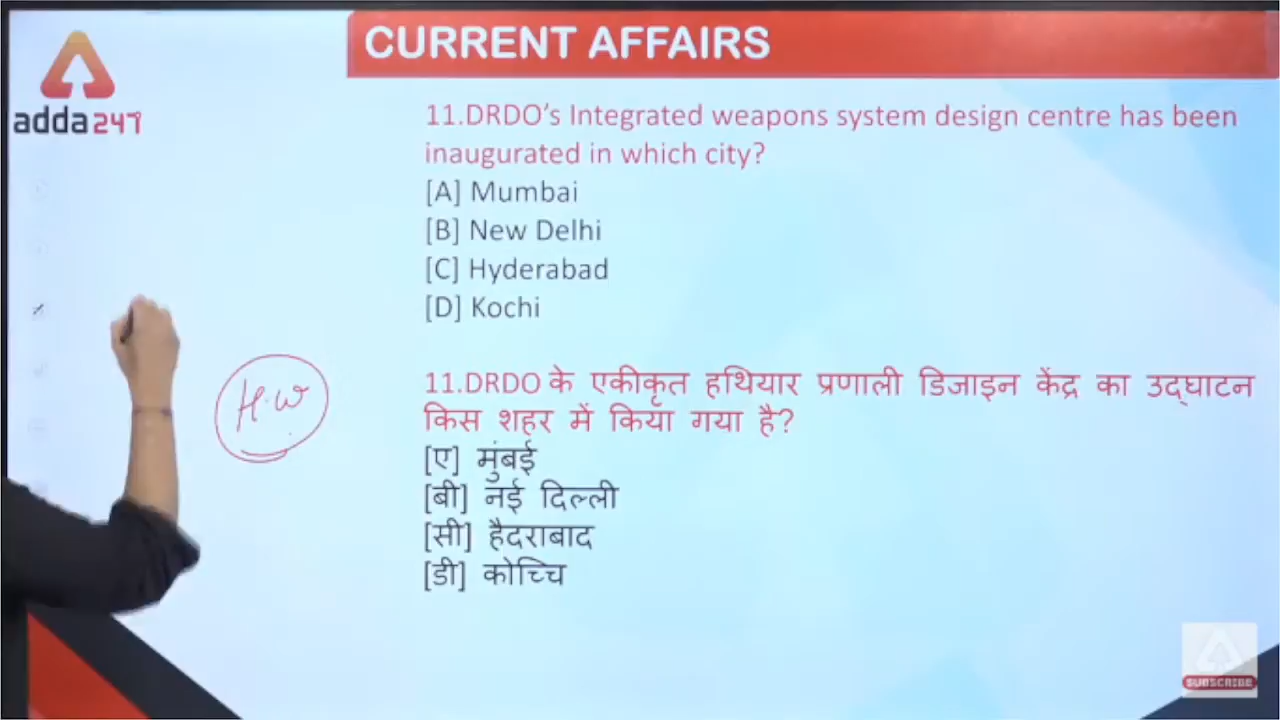 CURRENT AFFAIRS
adda247
11.DRDO's Integrated weapons system design centre has been
inaugurated in which city?
[A] Mumbai
[B] New Delhi
[C] Hyderabad
[D] Kochi
H.W
11.DRDO के एकीकृत हथियार प्रणाली डिजाइन केंद्र का उद्घाटन
किस शहर में किया गया है?
[ए] मुंबई
[बी] नई दिल्ली
[सी] हैदराबाद
[डी] कोच्चि
SUBSCRIBE